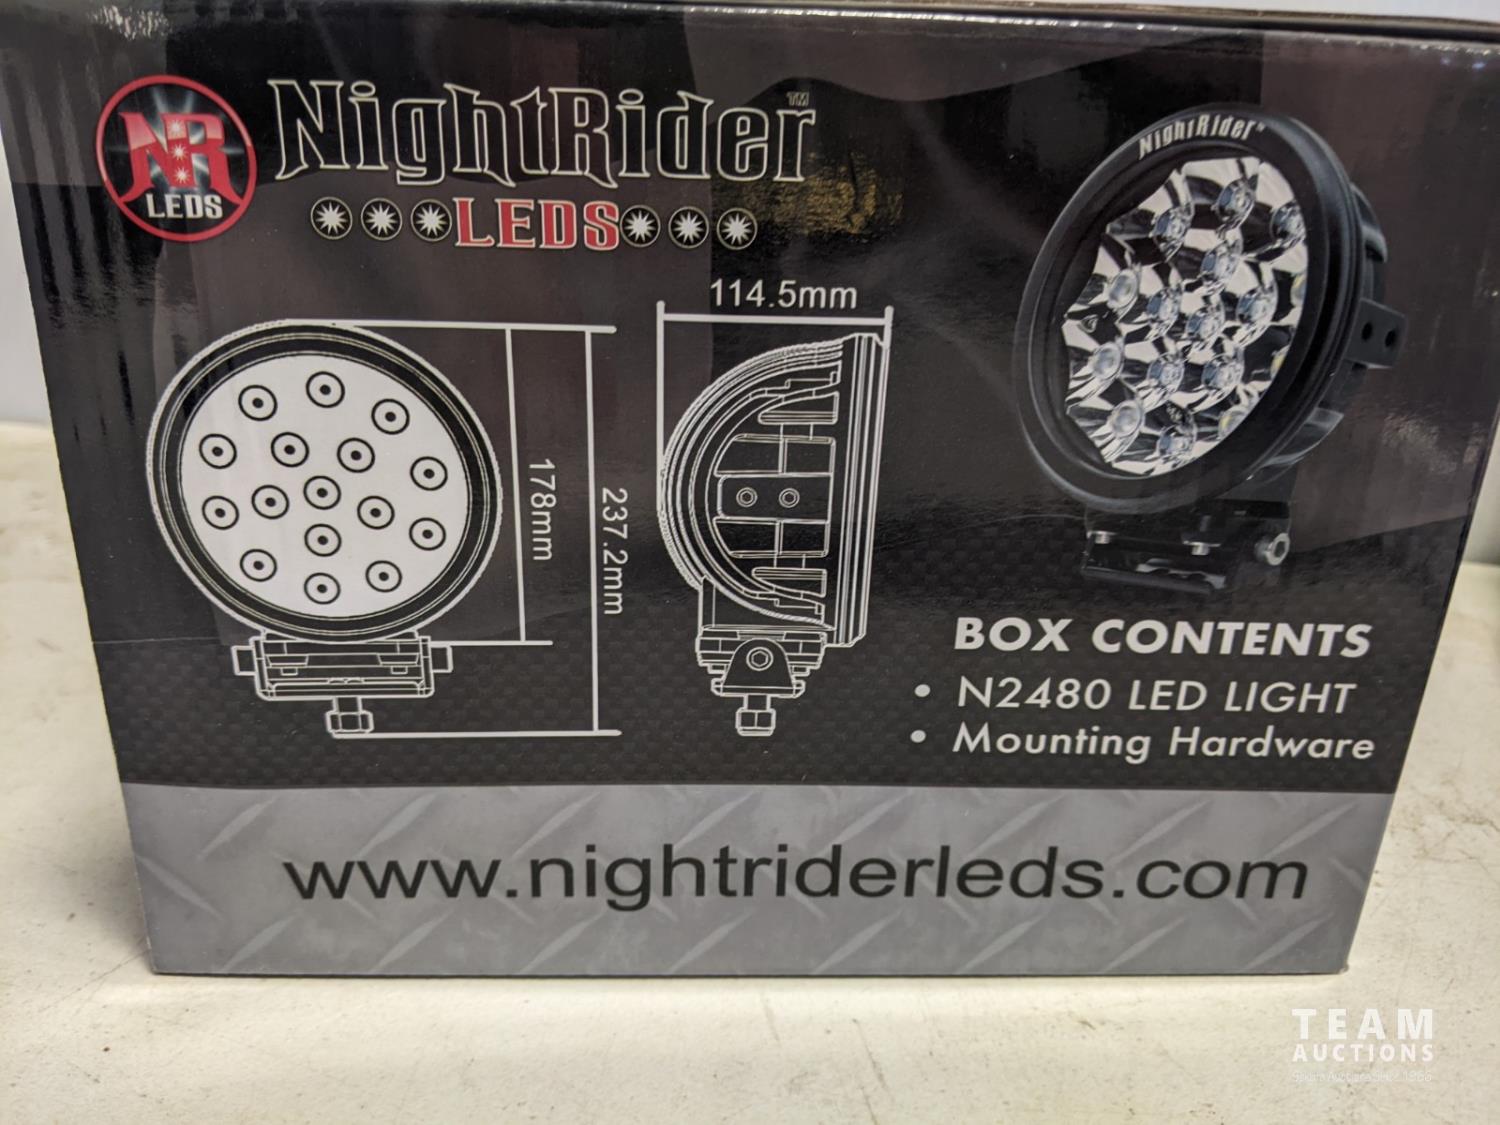 NR
LEDS
NightRider™
LEDS
114.5mm
178mm
237.2mm
NightRider™
BOX CONTENTS
• N2480 LED LIGHT
• Mounting Hardware
www.nightriderleds.com
TEAM
AUCTIONS